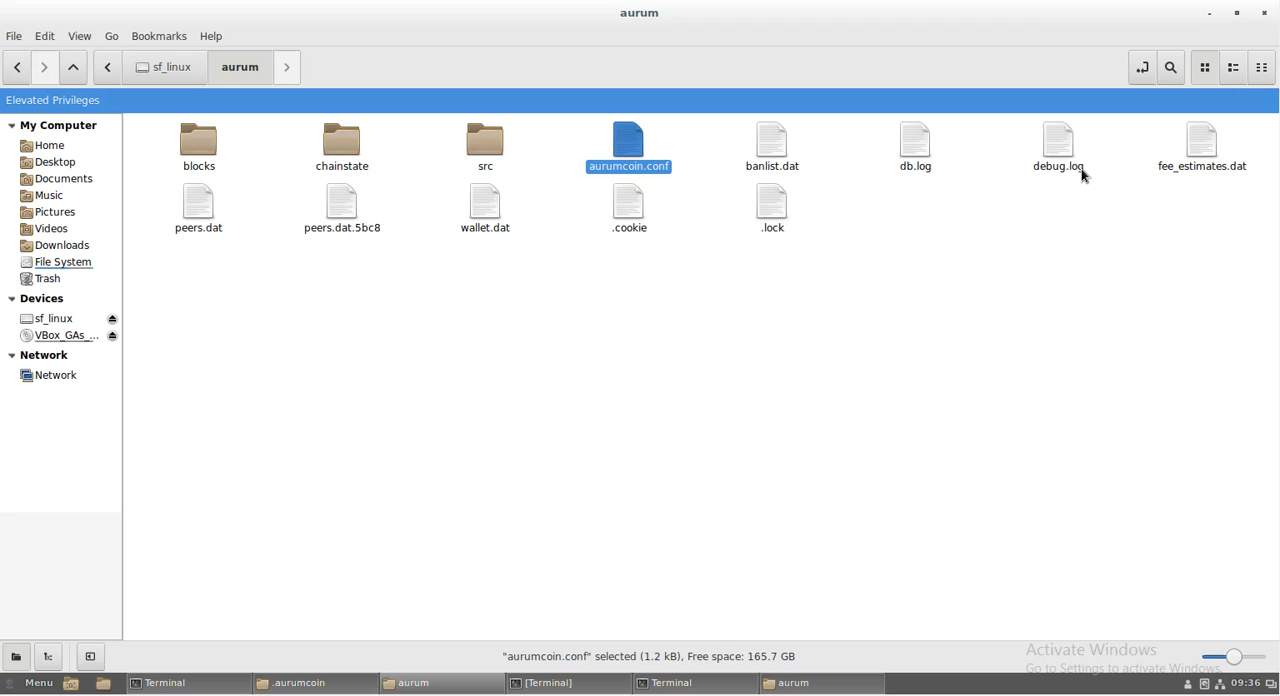 aurum
File Edit View Go Bookmarks Help
sf_linux aurum
Elevated Privileges
My Computer
Home
Desktop
Documents
Music
Pictures
Videos
Downloads
File System
Trash
Devices
sf_linux
VBox_GAs_...
Network
Network
blocks chainstate src aurumcoin.conf banlist.dat db.log debug.log fee_estimates.dat
peers.dat peers.dat.5bc8 wallet.dat .cookie .lock
"aurumcoin.conf" selected (1.2 kB), Free space: 165.7 GB
Activate Windows
Go to Settings to activate Windows.
Menu Terminal .aurumcoin aurum [Terminal] Terminal aurum 09:36